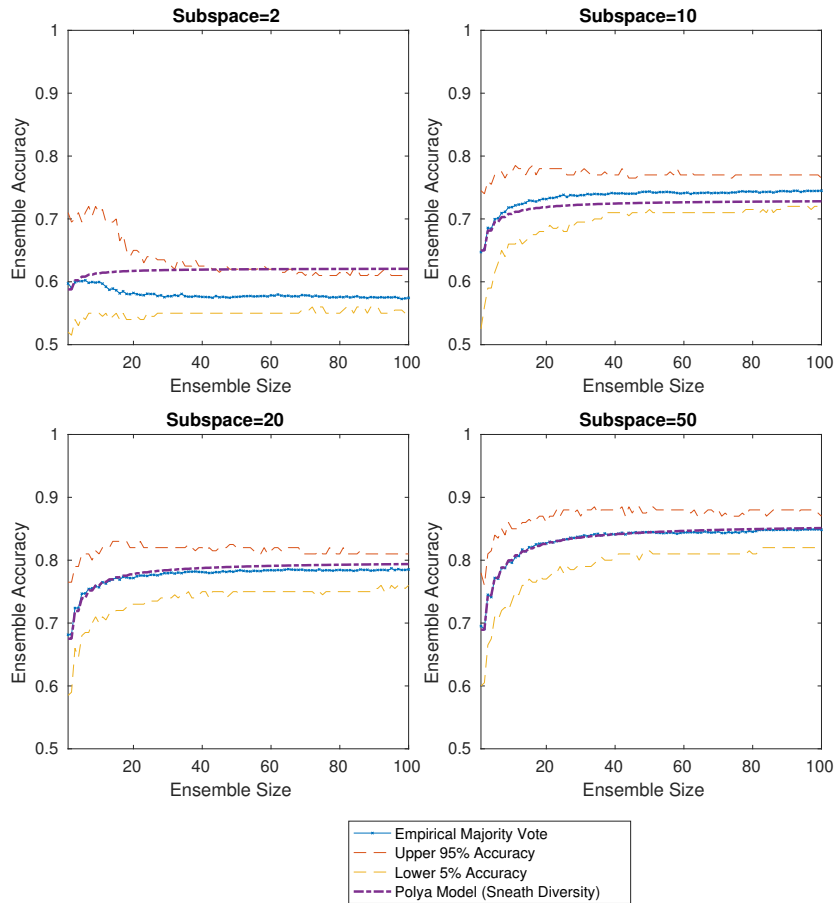 Subspace=2
1
0.9
0.8
0.7
0.6
0.5
Ensemble Accuracy
20 40 60 80 100
Ensemble Size
Subspace=10
1
0.9
0.8
0.7
0.6
0.5
Ensemble Accuracy
20 40 60 80 100
Ensemble Size
Subspace=20
1
0.9
0.8
0.7
0.6
0.5
Ensemble Accuracy
20 40 60 80 100
Ensemble Size
Subspace=50
1
0.9
0.8
0.7
0.6
0.5
Ensemble Accuracy
20 40 60 80 100
Ensemble Size
Empirical Majority Vote
Upper 95% Accuracy
Lower 5% Accuracy
Polya Model (Sneath Diversity)